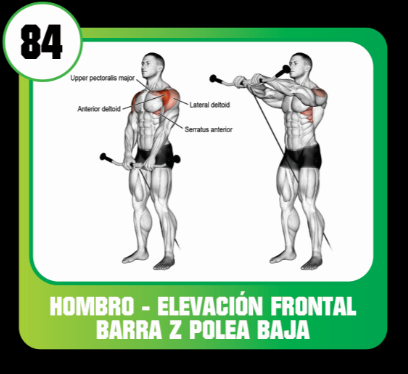 84
Upper pectoralis major
Anterior deltoid
Lateral deltoid
Serratus anterior
HOMBRO - ELEVACIÓN FRONTAL
BARRA Z POLEA BAJA